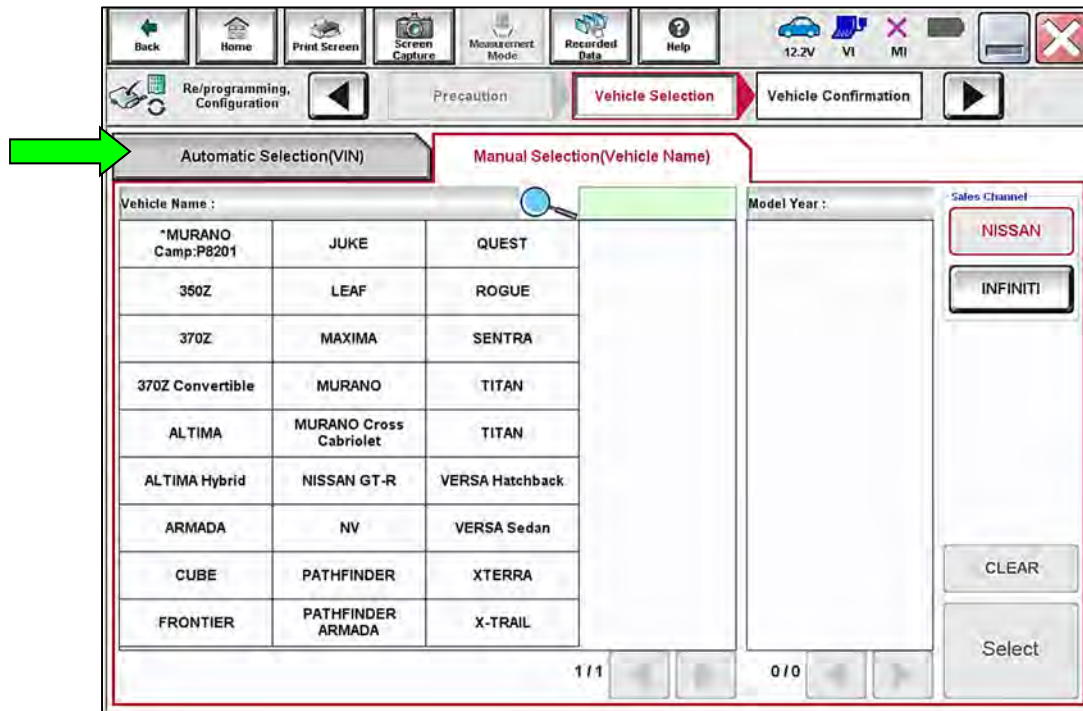 Back
Home
Print Screen
Screen
Capture
Measurement
Mode
Recorded
Data
Help
12.2V
VI
MI
Re/programming,
Configuration
Precaution
Vehicle Selection
Vehicle Confirmation
Automatic Selection(VIN)
Manual Selection(Vehicle Name)
Vehicle Name :
Model Year :
Sales Channel
NISSAN
INFINITI
*MURANO
Camp:P8201
JUKE
QUEST
350Z
LEAF
ROGUE
370Z
MAXIMA
SENTRA
370Z Convertible
MURANO
TITAN
ALTIMA
MURANO Cross
Cabriolet
TITAN
ALTIMA Hybrid
NISSAN GT-R
VERSA Hatchback
ARMADA
NV
VERSA Sedan
CUBE
PATHFINDER
XTERRA
FRONTIER
PATHFINDER
ARMADA
X-TRAIL
CLEAR
Select
1/1
0/0